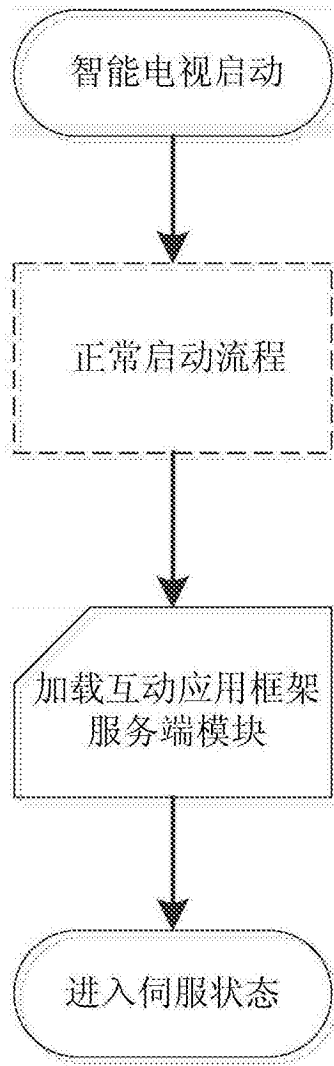 智能电视启动
正常启动流程
加载互动应用框架
服务端模块
进入伺服状态